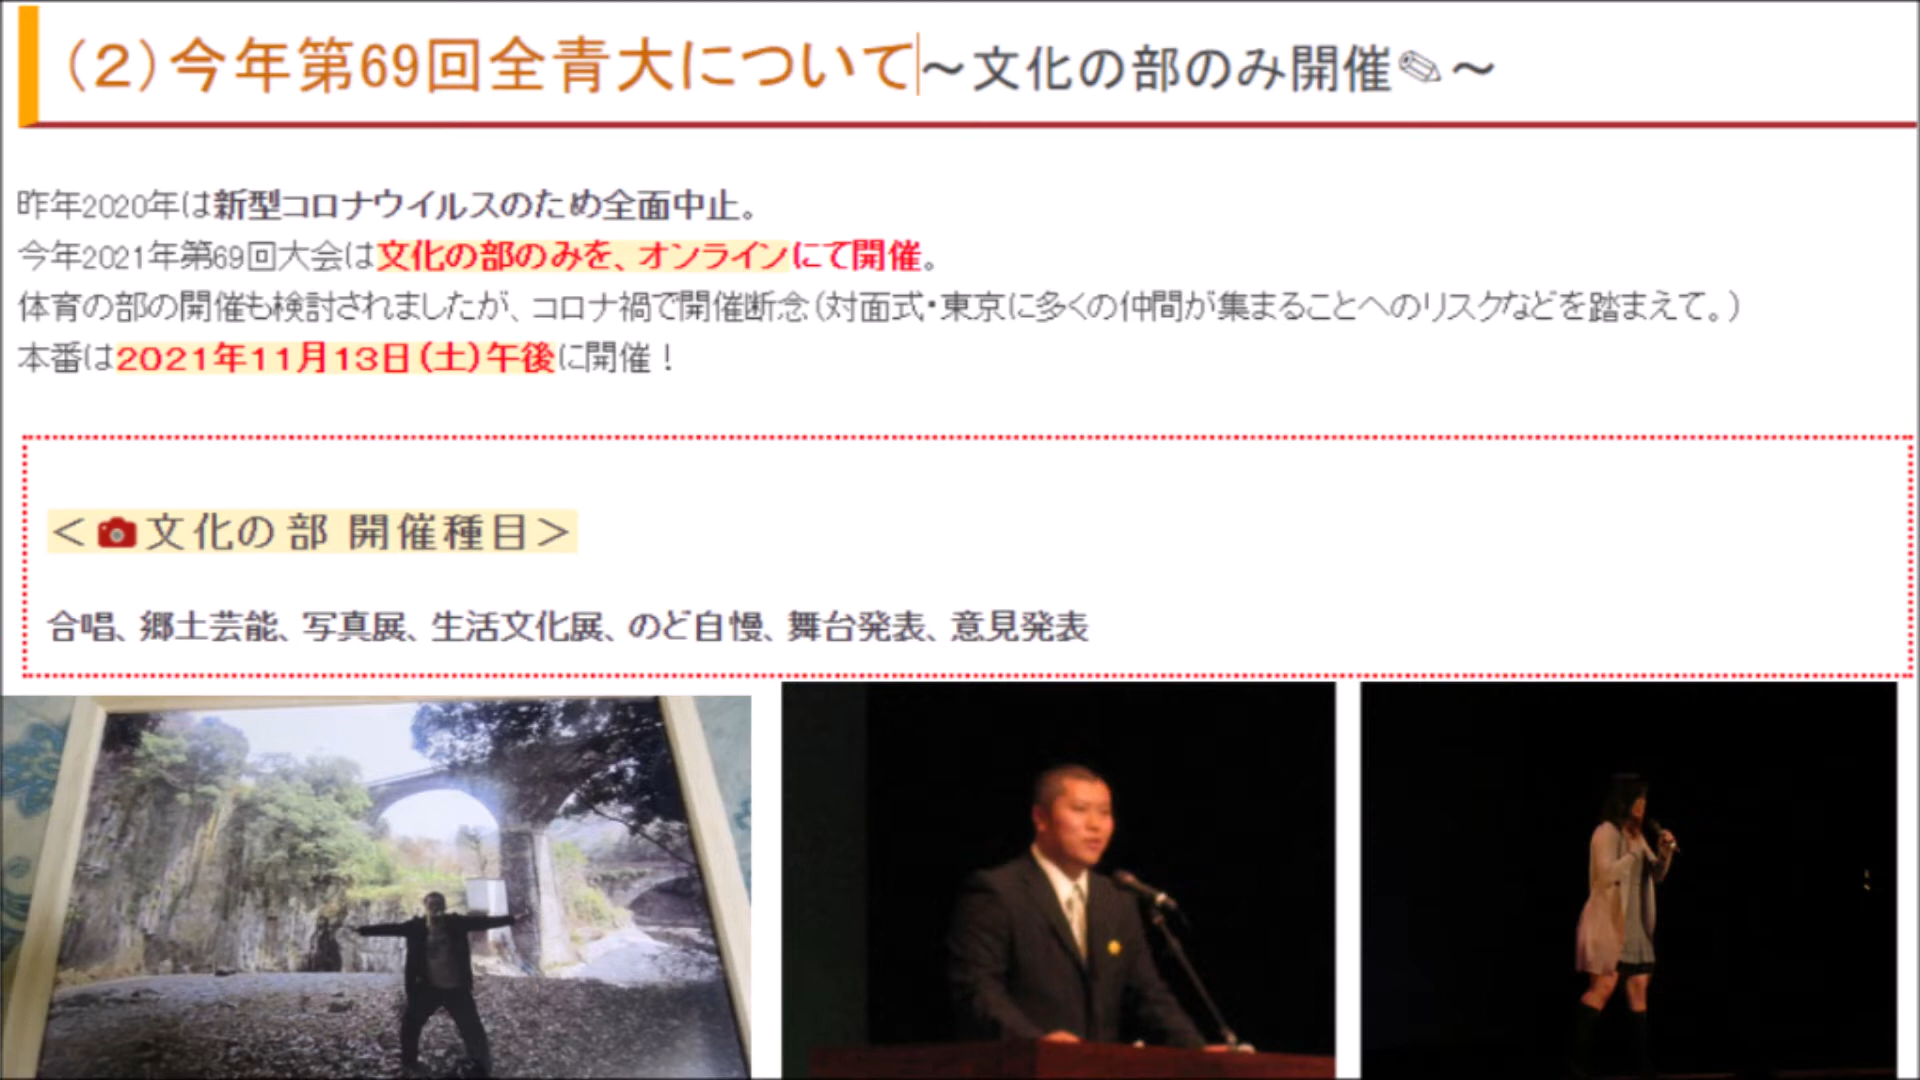 （２）今年第69回全青大について～文化の部のみ開催✎～
昨年2020年は新型コロナウイルスのため全面中止。
今年2021年第69回大会は文化の部のみを、オンラインにて開催。
体育の部の開催も検討されましたが、コロナ禍で開催断念（対面式・東京に多くの仲間が集まることへのリスクなどを踏まえて。）
本番は２０２１年１１月１３日（土）午後に開催！
＜📷文化の部 開催種目＞
合唱、郷土芸能、写真展、生活文化展、のど自慢、舞台発表、意見発表